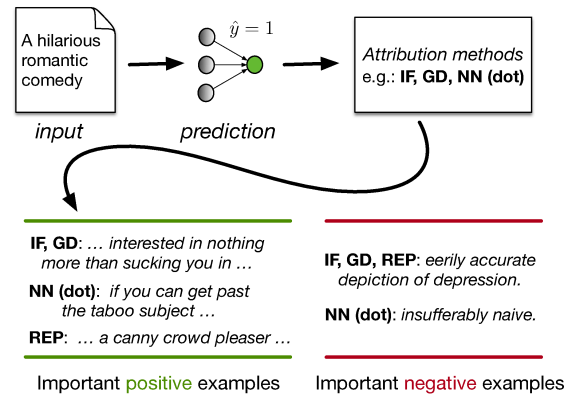 A hilarious
romantic
comedy
input
ŷ = 1
prediction
Attribution methods
e.g.: IF, GD, NN (dot)
IF, GD: … interested in nothing
more than sucking you in …
NN (dot): if you can get past
the taboo subject …
REP: … a canny crowd pleaser …
Important positive examples
IF, GD, REP: eerily accurate
depiction of depression.
NN (dot): insufferably naive.
Important negative examples